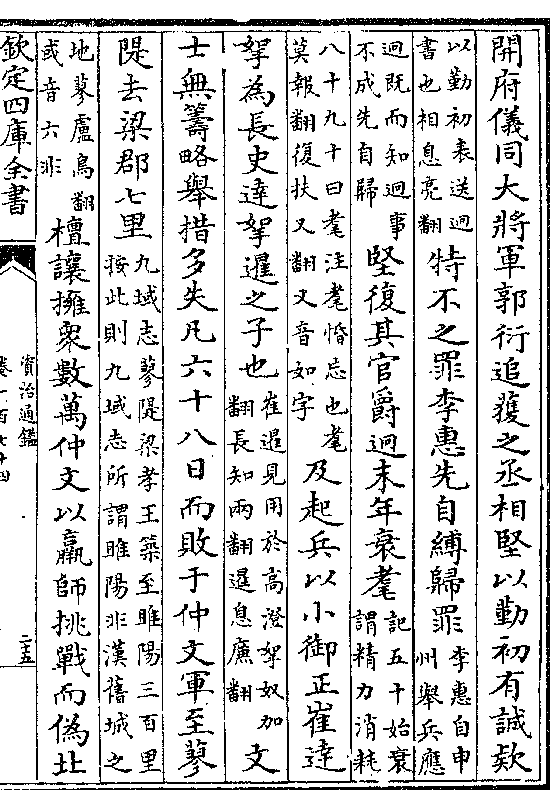 開府儀同大將軍郭衍追獲之丞相堅以勤初有誠欵
以勤初表送迥
書也相息亮翻
特不之罪李惠先自縛歸罪
李惠自申
州舉兵應
迥既而知迥事
不成先自歸
堅復其官爵迥末年衰耄
記五十始衰
謂精力消耗
八十九十曰耄注耄惛忘也耄
莫報翻復扶又翻又音如字
及起兵以小御正崔達
拏為長史達拏暹之子也
崔暹見用於高澄拏奴加
翻長知兩翻暹息㢘翻
文
士無籌略舉措多失凡六十八日而敗于仲文軍至蓼
隄去梁郡七里
九域志蓼隄梁孝王築至睢陽三百里
按此則九域志所謂睢陽非漢舊城之
地蓼盧鳥翻
或音六非
檀讓擁衆數萬仲文以羸師挑戰而偽北
欽定四庫全書
資治通鑑
卷一百七十四
二五